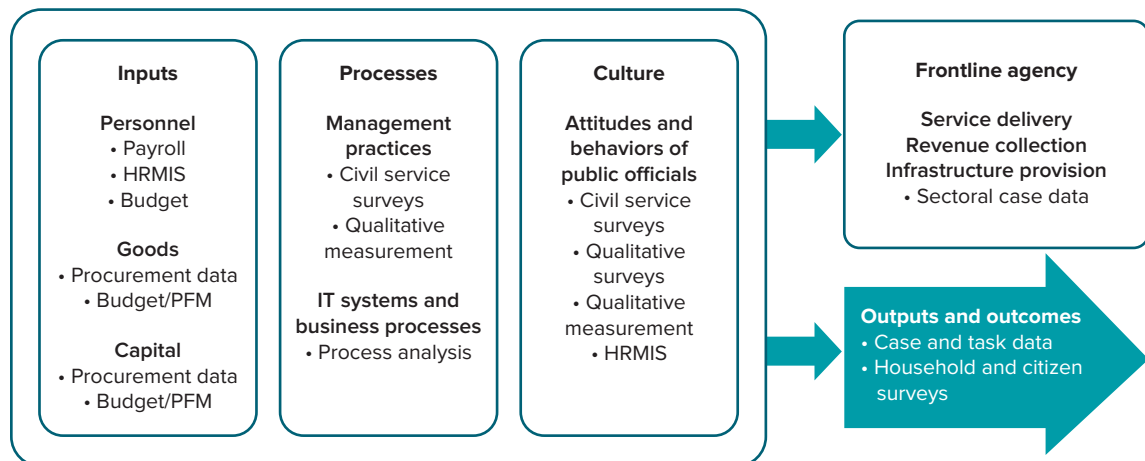 Inputs
Personnel
• Payroll
• HRMIS
• Budget
Goods
• Procurement data
• Budget/PFM
Capital
• Procurement data
• Budget/PFM
Processes
Management
practices
• Civil service
surveys
• Qualitative
measurement
IT systems and
business processes
• Process analysis
Culture
Attitudes and
behaviors of
public officials
• Civil service
surveys
• Qualitative
surveys
• Qualitative
measurement
• HRMIS
Frontline agency
Service delivery
Revenue collection
Infrastructure provision
• Sectoral case data
Outputs and outcomes
• Case and task data
• Household and citizen
surveys